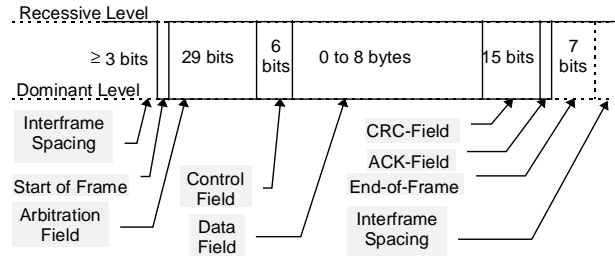 Recessive Level
≥ 3 bits
29 bits
6
bits
0 to 8 bytes
15 bits
7
bits
Dominant Level
Interframe
Spacing
CRC-Field
ACK-Field
Start of Frame
Control
Field
End-of-Frame
Arbitration
Field
Data
Field
Interframe
Spacing